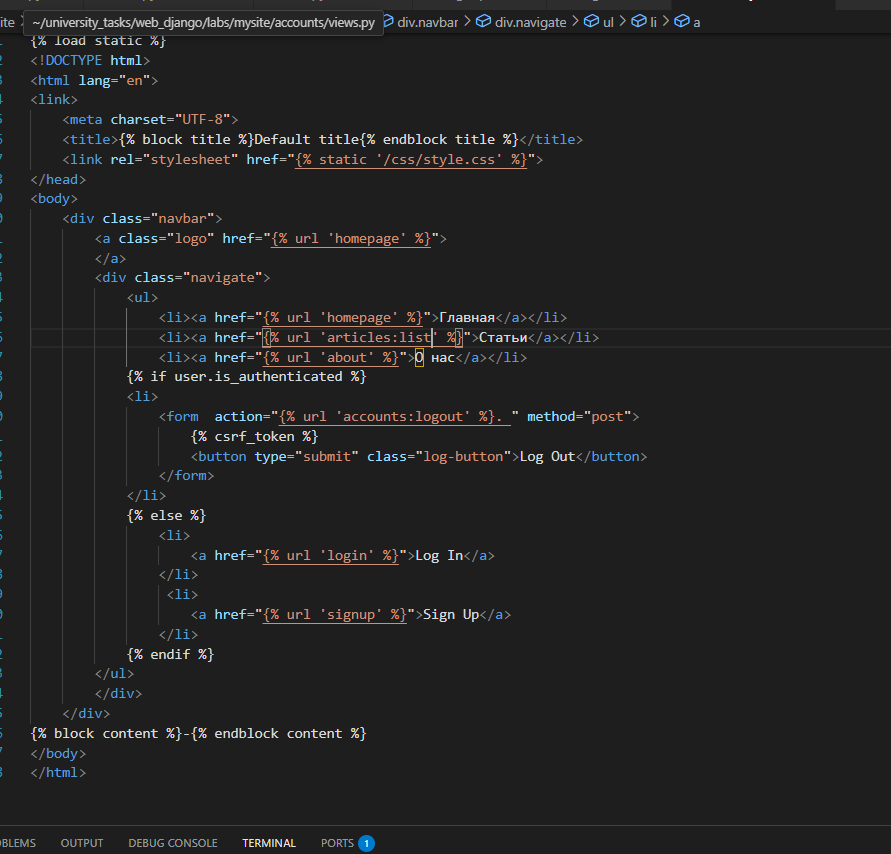 ite
~/university_tasks/web_django/labs/mysite/accounts/views.py
div.navbar > div.navigate > ul > li > a
{% load static %}
<!DOCTYPE html>
<html lang="en">
<link>
<meta charset="UTF-8">
<title>{% block title %}Default title{% endblock title %}</title>
<link rel="stylesheet" href="{% static '/css/style.css' %}">
</head>
<body>
<div class="navbar">
<a class="logo" href="{% url 'homepage' %}">
</a>
<div class="navigate">
<ul>
<li><a href="{% url 'homepage' %}">Главная</a></li>
<li><a href="{% url 'articles:list' %}">Статьи</a></li>
<li><a href="{% url 'about' %}">О нас</a></li>
{% if user.is_authenticated %}
<li>
<form  action="{% url 'accounts:logout' %}. " method="post">
{% csrf_token %}
<button type="submit" class="log-button">Log Out</button>
</form>
</li>
{% else %}
<li>
<a href="{% url 'login' %}">Log In</a>
</li>
<li>
<a href="{% url 'signup' %}">Sign Up</a>
</li>
{% endif %}
</ul>
</div>
</div>
{% block content %}-{% endblock content %}
</body>
</html>
OBLEMS OUTPUT DEBUG CONSOLE TERMINAL PORTS 1